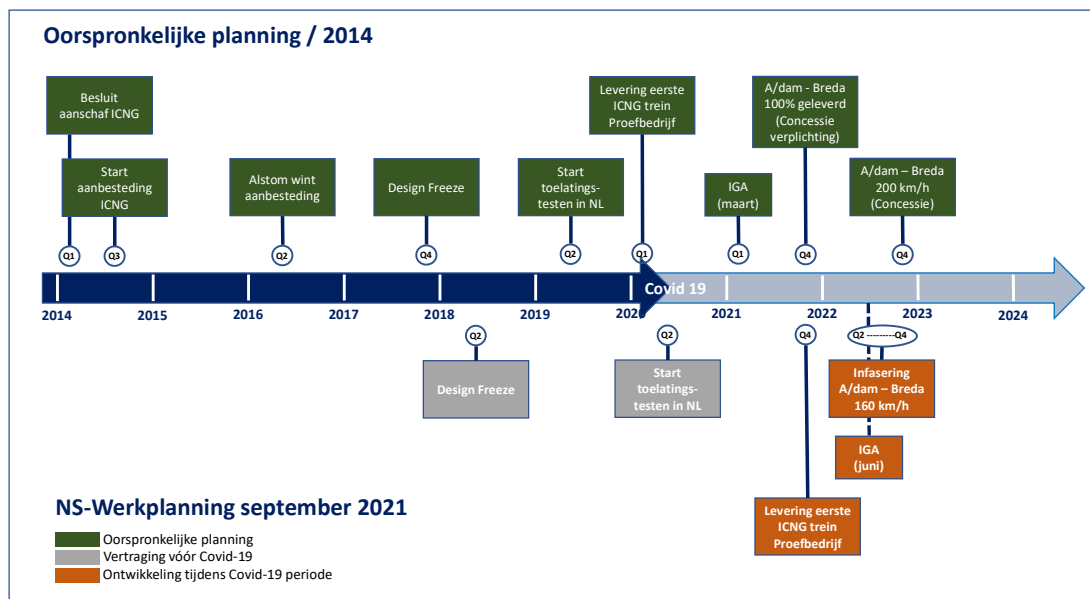 Oorspronkelijke planning / 2014
Besluit
aanschaf ICNG
Levering eerste
ICNG trein
Proefbedrijf
A/dam - Breda
100% geleverd
(Concessie
verplichting)
Start
aanbesteding
ICNG
Alstom wint
aanbesteding
Design Freeze
Start
toelatings-
testen in NL
IGA
(maart)
A/dam – Breda
200 km/h
(Concessie)
Q1
Q3
Q2
Q4
Q2
Q1
Q1
Q4
Q4
Covid 19
2014
2015
2016
2017
2018
2019
2020
2021
2022
2023
2024
Q2
Q2
Q4
Q2 ---------Q4
Design Freeze
Start
toelatings-
testen in NL
Infasering
A/dam – Breda
160 km/h
IGA
(juni)
Levering eerste
ICNG trein
Proefbedrijf
NS-Werkplanning september 2021
Oorspronkelijke planning
Vertraging vóór Covid-19
Ontwikkeling tijdens Covid-19 periode